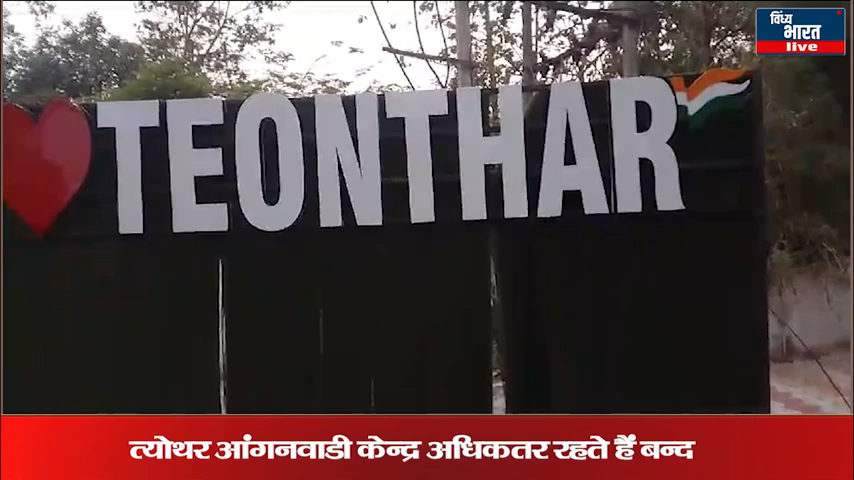 विंध्य
भारत
live
TEONTHAR
त्योथर आंगनवाडी केन्द्र अधिकतर रहते हैं बन्द